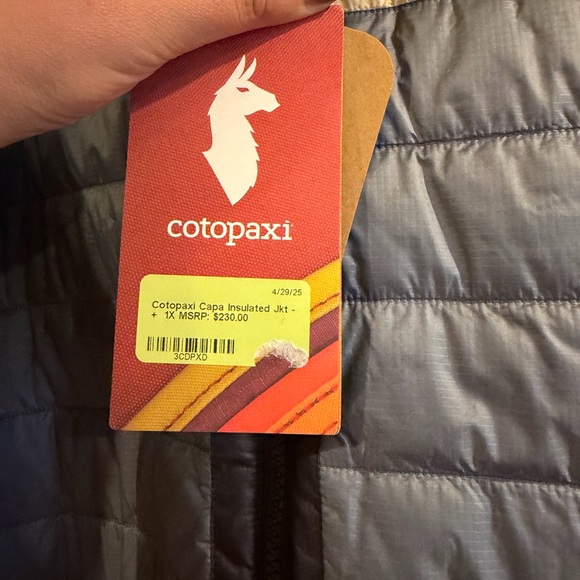 cotopaxi
4/29/25
Cotopaxi Capa Insulated Jkt -
+ 1X MSRP: $230.00
3CDPXD